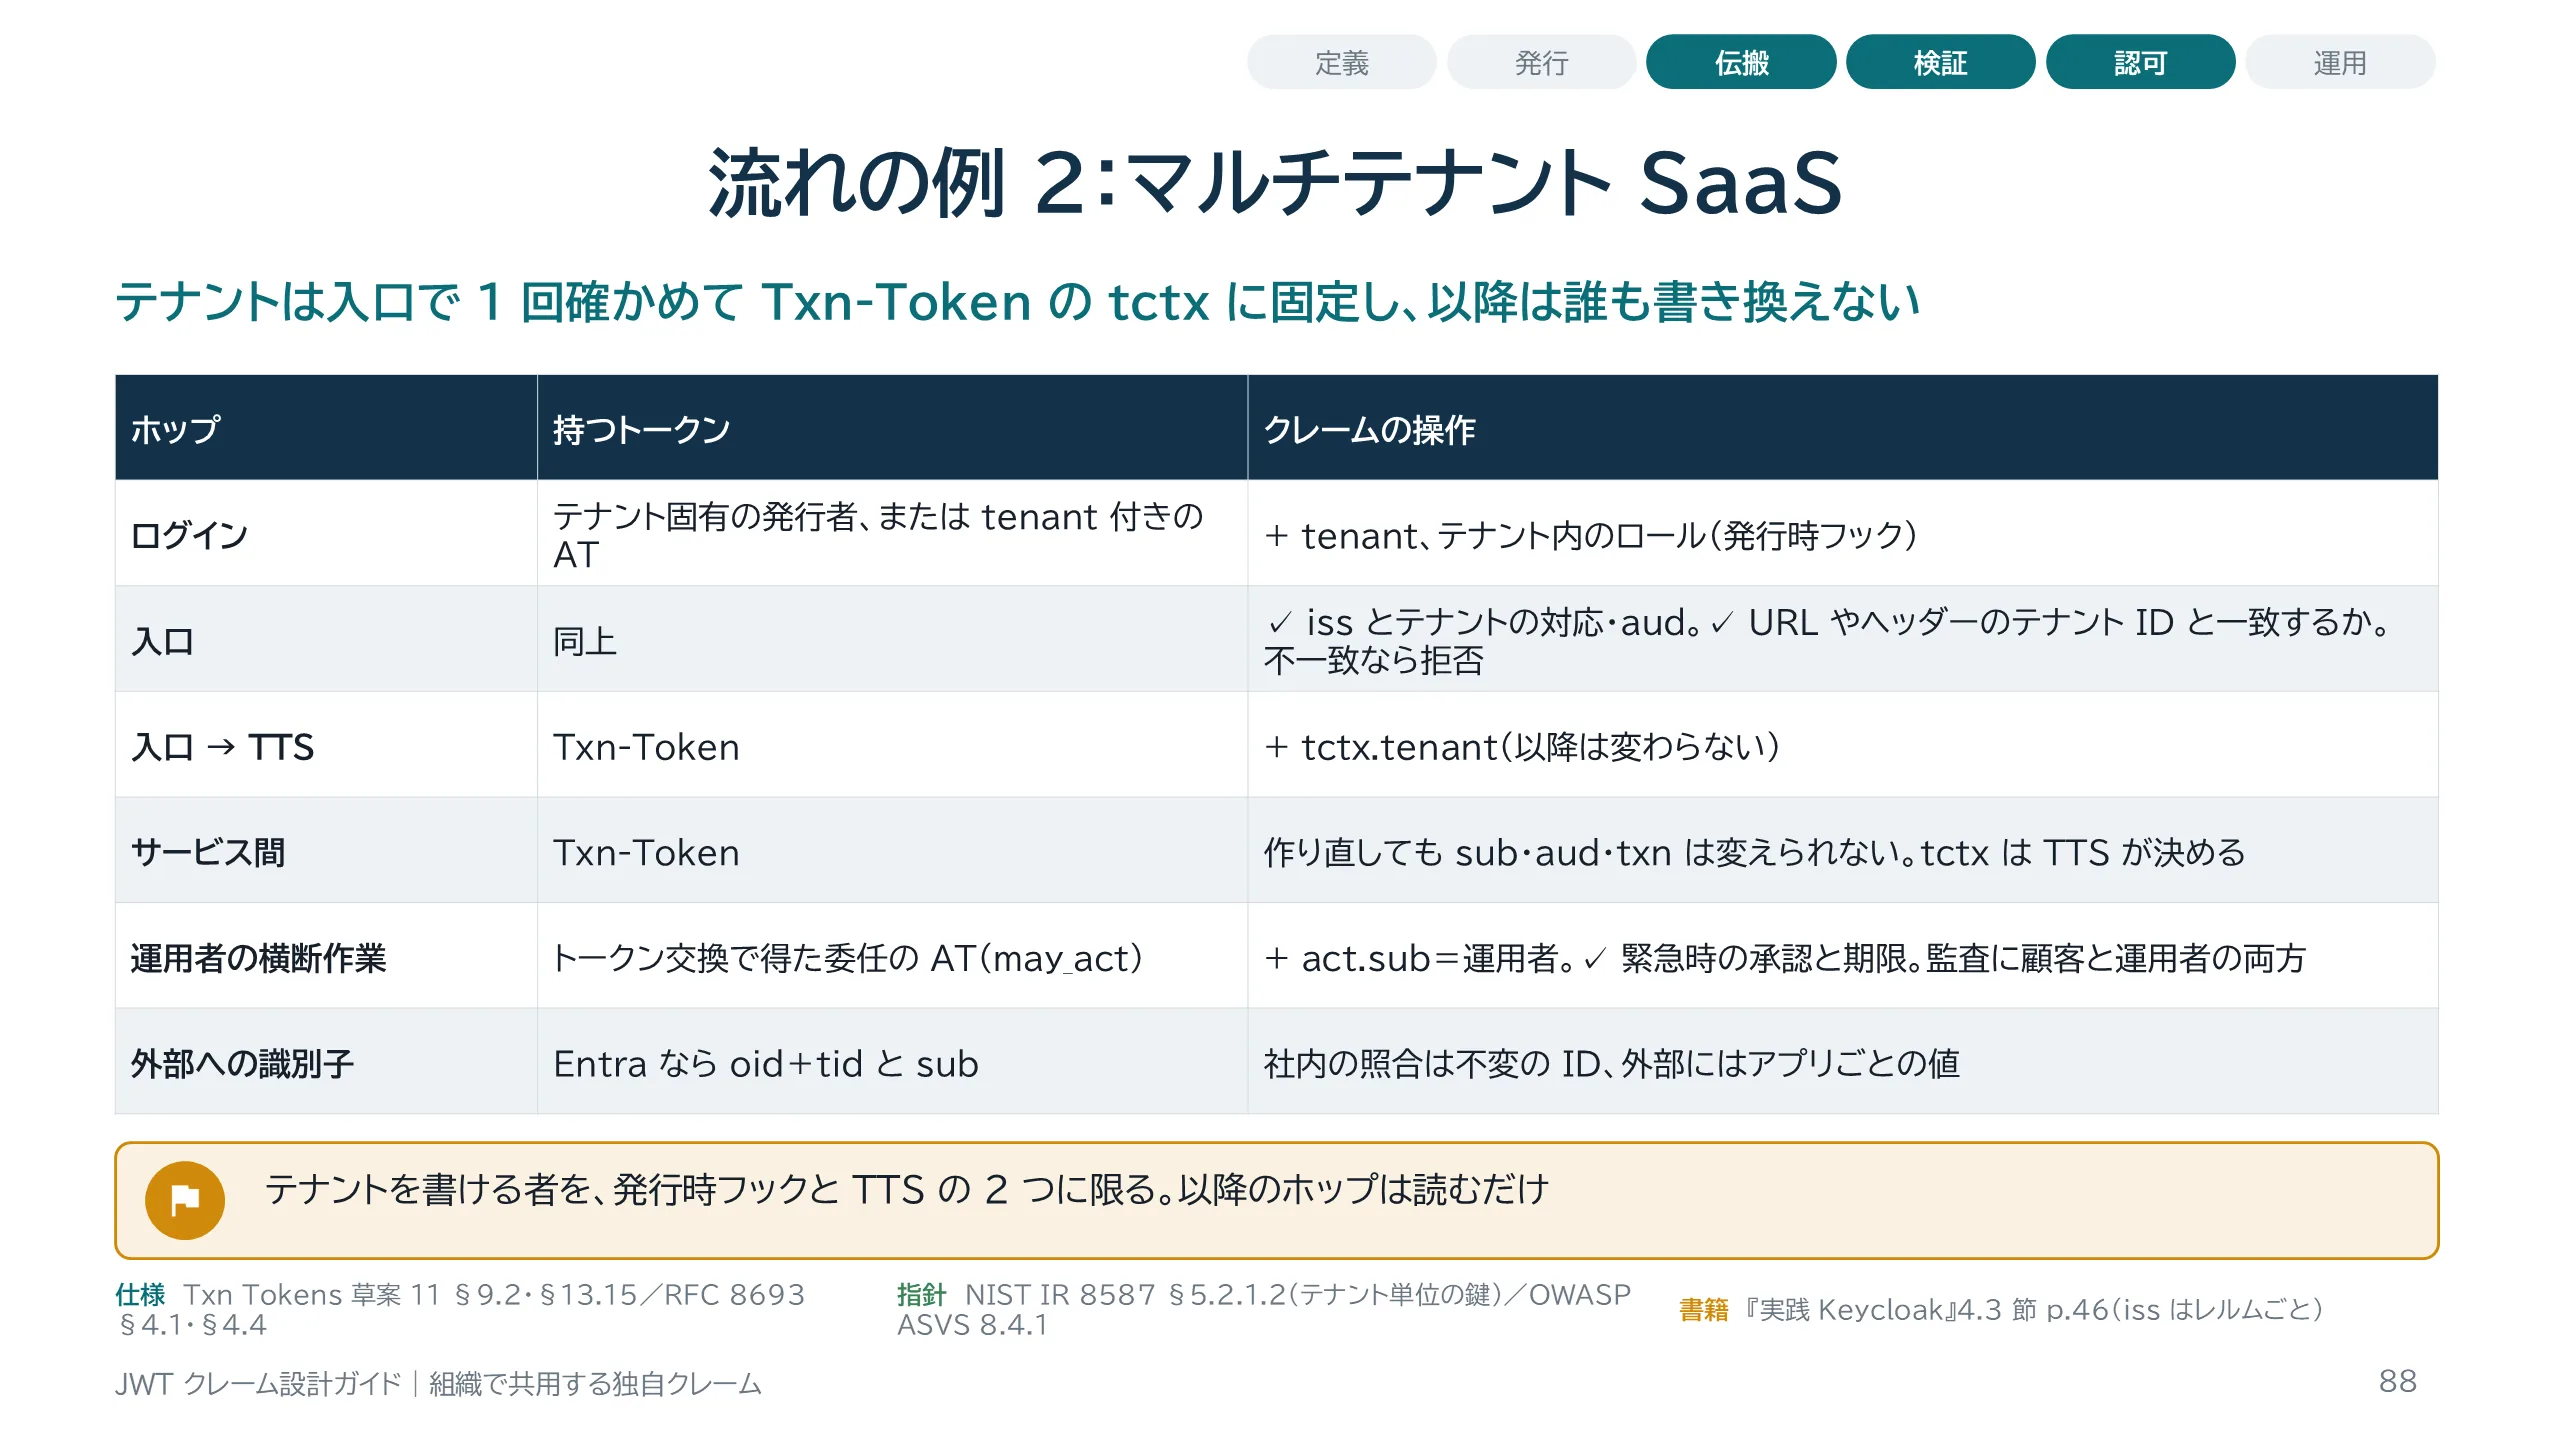 定義 発行 伝搬 検証 認可 運用
流れの例 2:マルチテナント SaaS
テナントは入口で 1 回確かめて Txn-Token の tctx に固定し、以降は誰も書き換えない
ホップ 持つトークン クレームの操作
ログイン テナント固有の発行者、または tenant 付きの AT + tenant、テナント内のロール(発行時フック)
入口 同上 ✓ iss とテナントの対応・aud。✓ URL やヘッダーのテナント ID と一致するか。不一致なら拒否
入口 → TTS Txn-Token + tctx.tenant(以降は変わらない)
サービス間 Txn-Token 作り直しても sub・aud・txn は変えられない。tctx は TTS が決める
運用者の横断作業 トークン交換で得た委任の AT(may_act) + act.sub=運用者。✓ 緊急時の承認と期限。監査に顧客と運用者の両方
外部への識別子 Entra なら oid+tid と sub 社内の照合は不変の ID、外部にはアプリごとの値
テナントを書ける者を、発行時フックと TTS の 2 つに限る。以降のホップは読むだけ
仕様 Txn Tokens 草案 11 §9.2・§13.15/RFC 8693 §4.1・§4.4
指針 NIST IR 8587 §5.2.1.2(テナント単位の鍵)/OWASP ASVS 8.4.1
書籍 『実践 Keycloak』4.3 節 p.46(iss はレルムごと)
JWT クレーム設計ガイド|組織で共用する独自クレーム
88